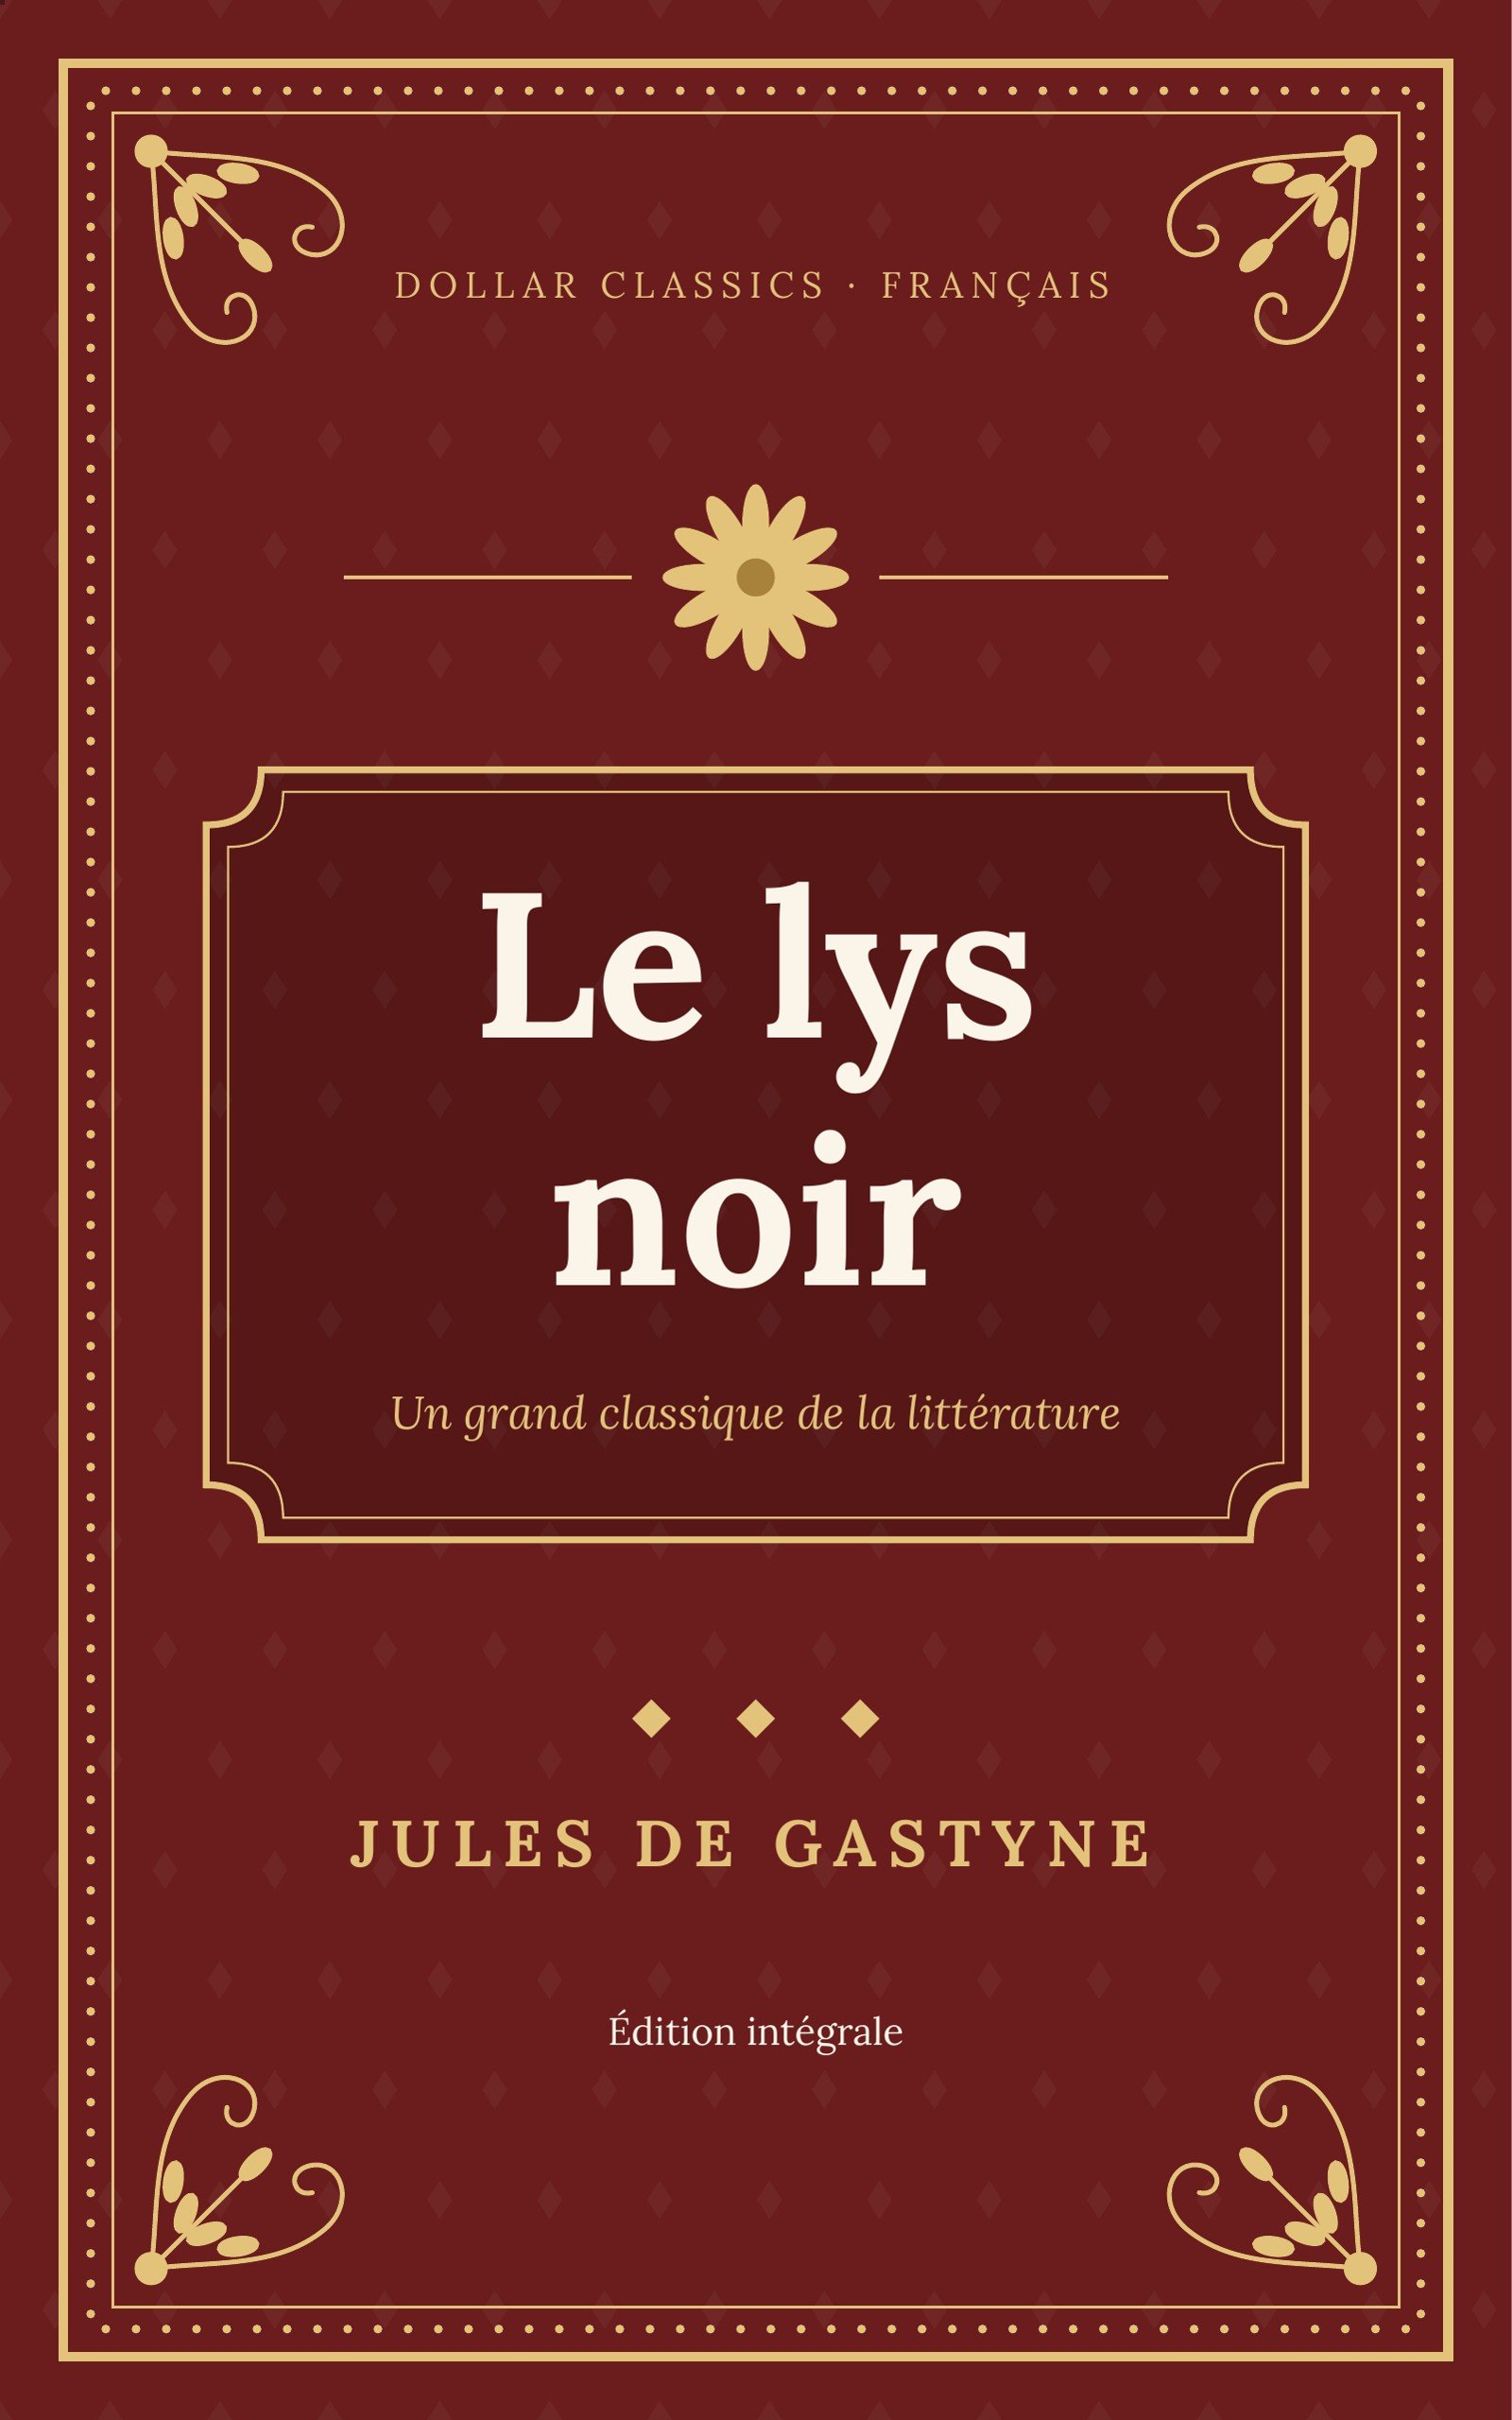 DOLLAR CLASSICS · FRANÇAIS
Le lys
noir
Un grand classique de la littérature
JULES DE GASTYNE
Édition intégrale